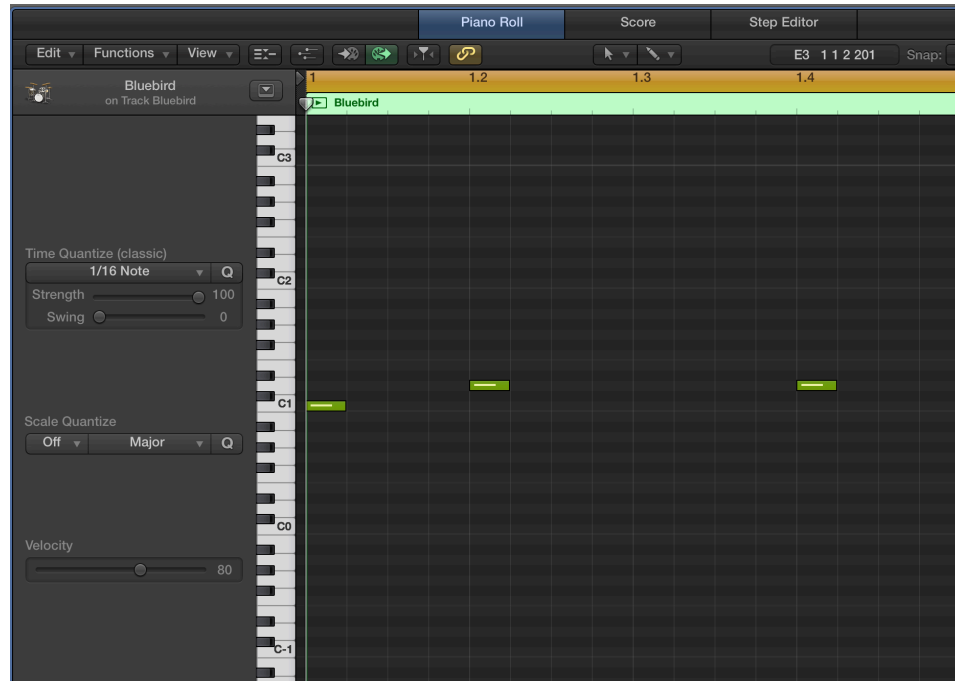 Piano Roll Score Step Editor
Edit Functions View E3 1 1 2 201 Snap:
Bluebird
on Track Bluebird
1 1.2 1.3 1.4
Bluebird
C3
Time Quantize (classic)
1/16 Note Q
C2
Strength 100
Swing 0
C1
Scale Quantize
Off Major Q
C0
Velocity
80
C-1